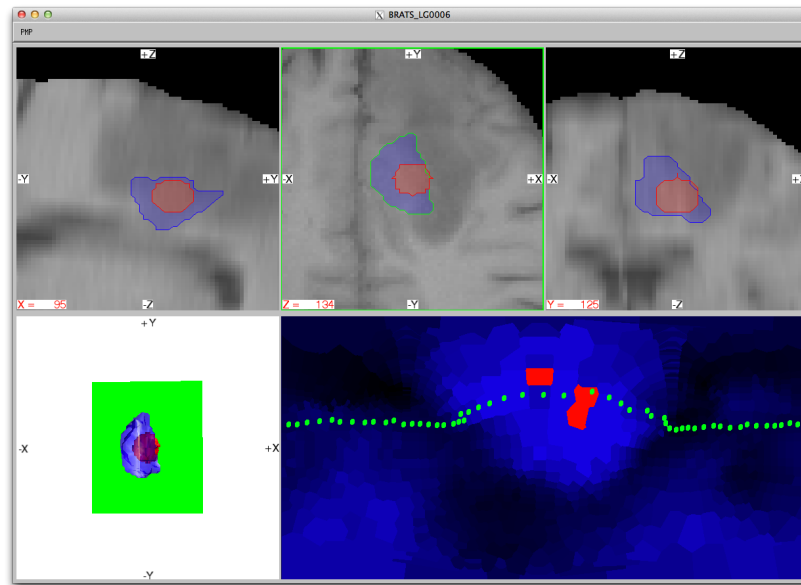 BRATS_LG0006
PMP
+Z
+Y
+Z
-Y
+Y
-X
+X
-X
X = 95
-Z
Z = 134
-Y
Y = 125
-Z
+Y
-X
+X
-Y